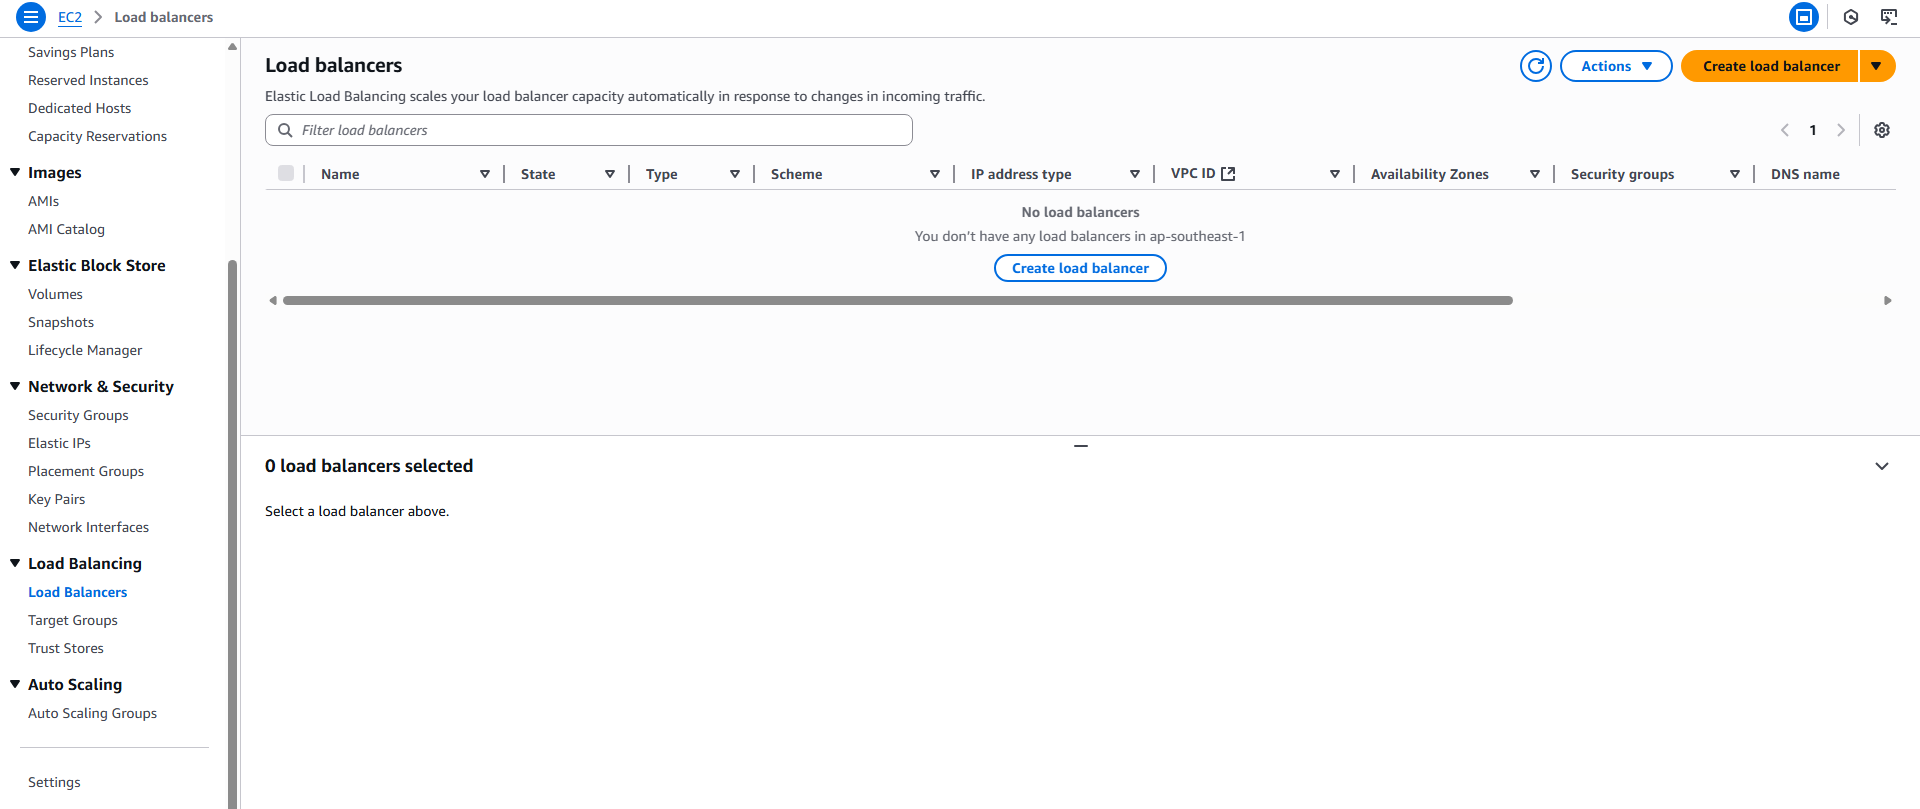 EC2 > Load balancers
Savings Plans
Reserved Instances
Dedicated Hosts
Capacity Reservations
Images
AMIs
AMI Catalog
Elastic Block Store
Volumes
Snapshots
Lifecycle Manager
Network & Security
Security Groups
Elastic IPs
Placement Groups
Key Pairs
Network Interfaces
Load Balancing
Load Balancers
Target Groups
Trust Stores
Auto Scaling
Auto Scaling Groups
Settings
Load balancers
Actions
Create load balancer
Elastic Load Balancing scales your load balancer capacity automatically in response to changes in incoming traffic.
Filter load balancers
1
Name State Type Scheme IP address type VPC ID Availability Zones Security groups DNS name
No load balancers
You don't have any load balancers in ap-southeast-1
Create load balancer
0 load balancers selected
Select a load balancer above.